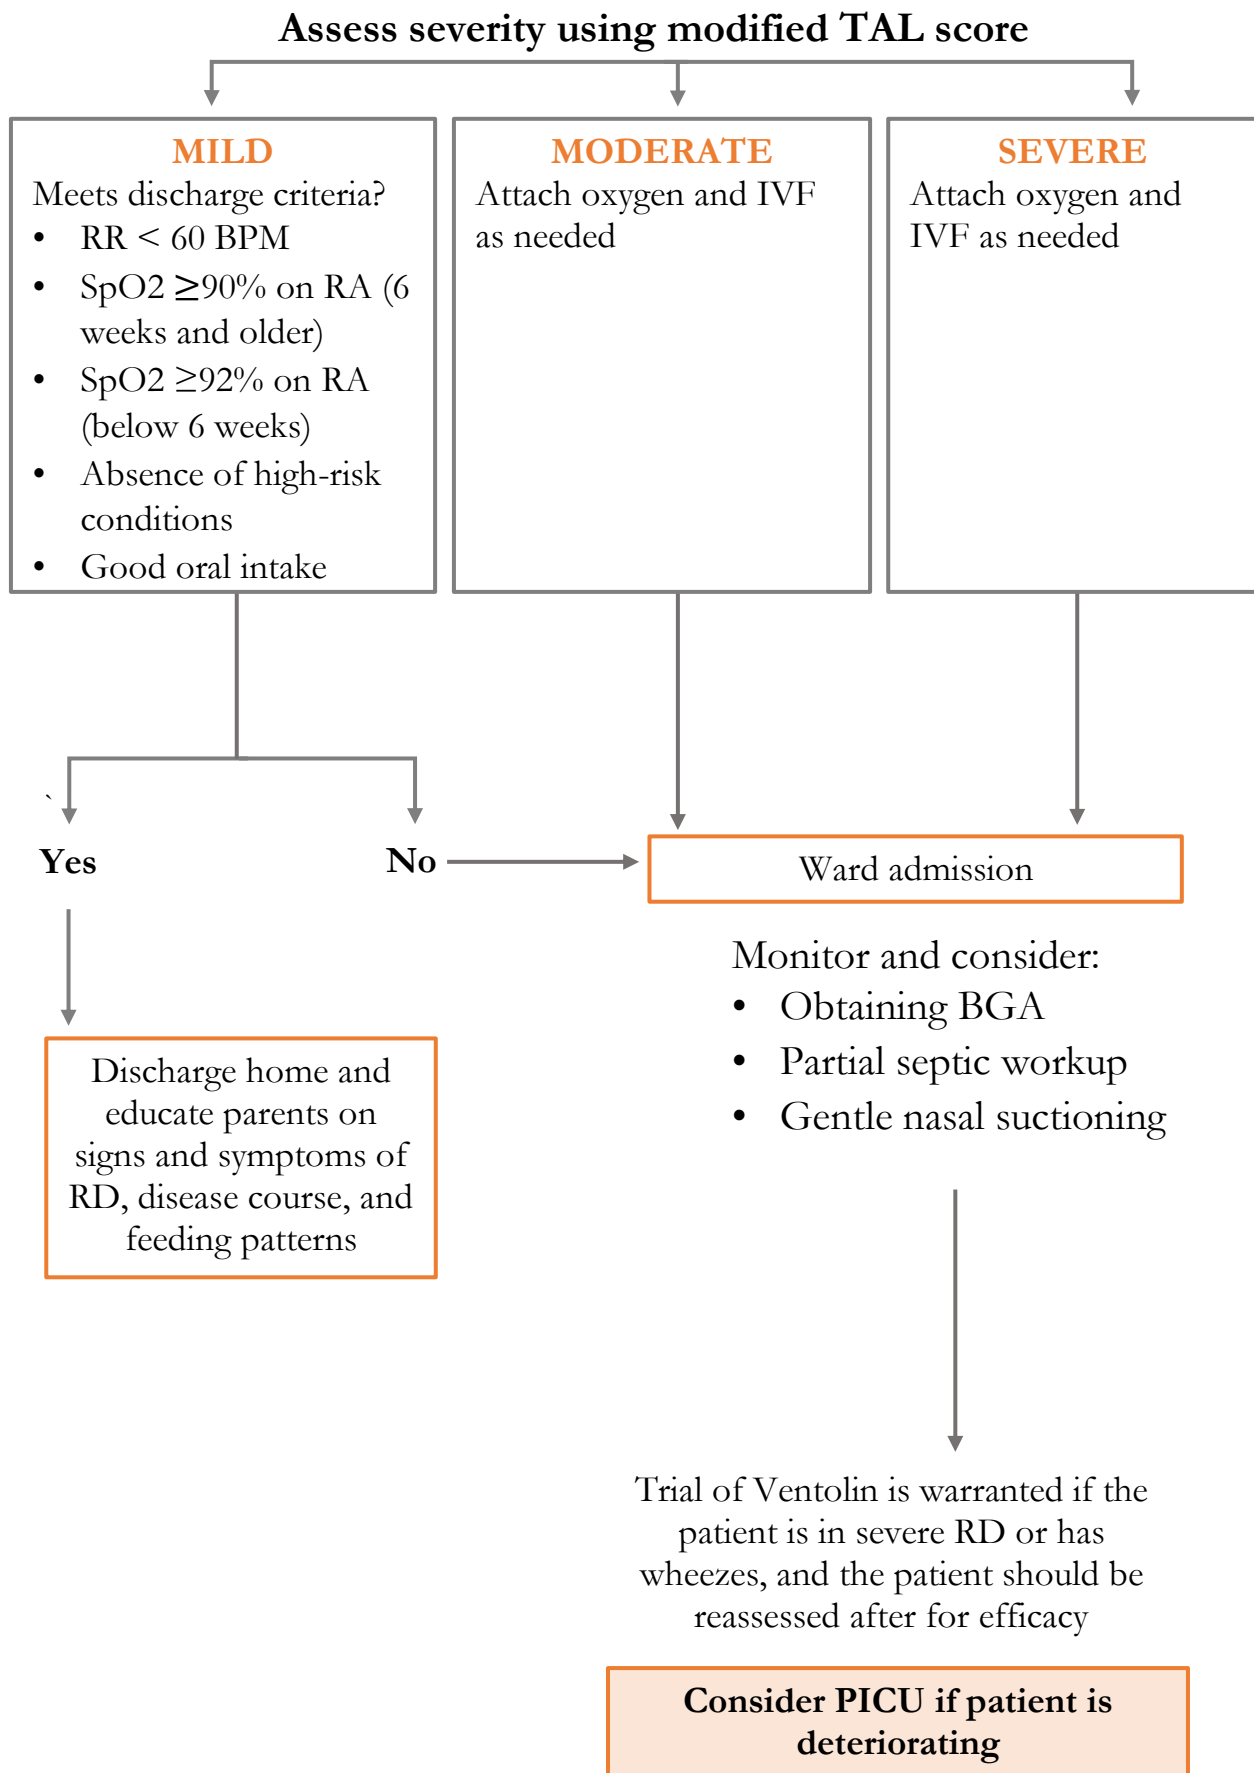 Assess severity using modified TAL score
MILD
Meets discharge criteria?
• RR < 60 BPM
• SpO2 ≥90% on RA (6
weeks and older)
• SpO2 ≥92% on RA
(below 6 weeks)
• Absence of high-risk
conditions
• Good oral intake
MODERATE
Attach oxygen and IVF
as needed
SEVERE
Attach oxygen and
IVF as needed
`
Yes
No
Ward admission
Monitor and consider:
• Obtaining BGA
• Partial septic workup
• Gentle nasal suctioning
Discharge home and
educate parents on
signs and symptoms of
RD, disease course, and
feeding patterns
Trial of Ventolin is warranted if the
patient is in severe RD or has
wheezes, and the patient should be
reassessed after for efficacy
Consider PICU if patient is
deteriorating